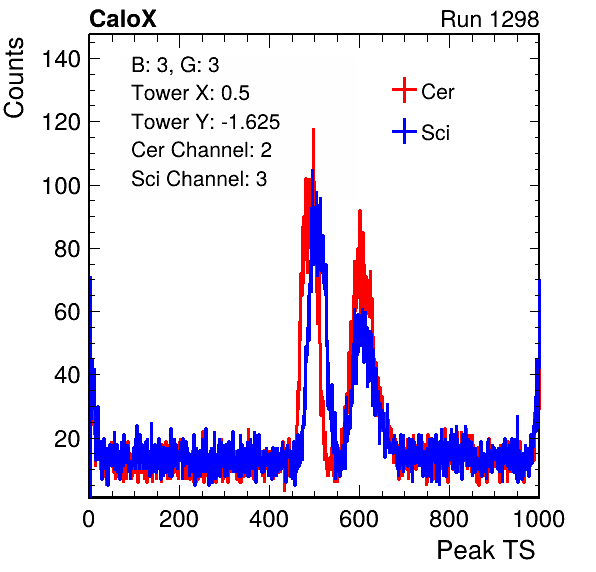 CaloX
Run 1298
Counts
B: 3, G: 3
Tower X: 0.5
Tower Y: -1.625
Cer Channel: 2
Sci Channel: 3
Cer
Sci
140
120
100
80
60
40
20
0 200 400 600 800 1000
Peak TS